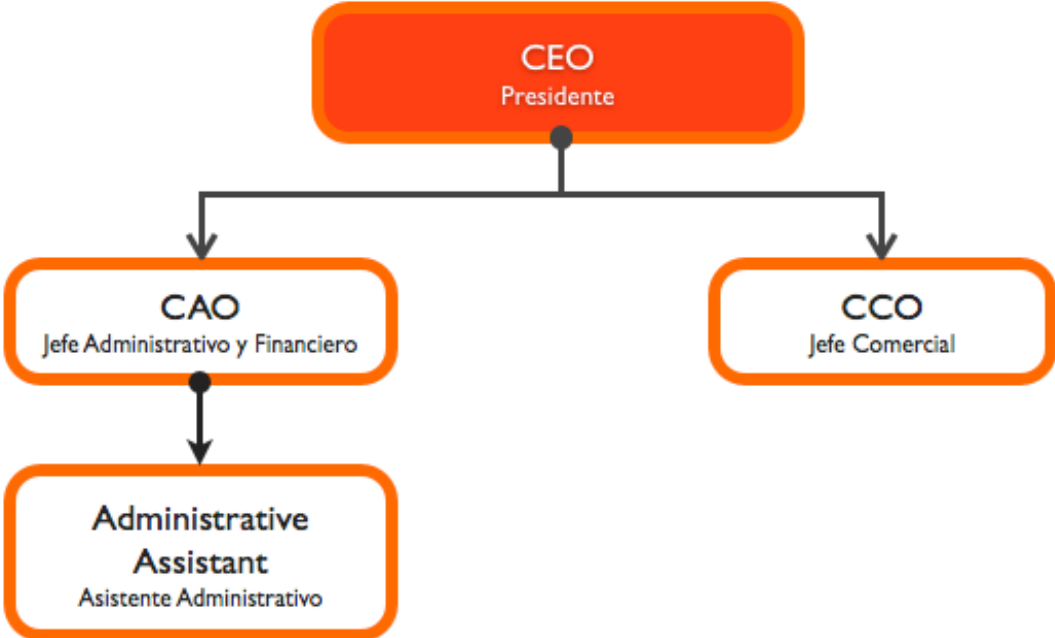 CEO
Presidente
CAO
Jefe Administrativo y Financiero
CCO
Jefe Comercial
Administrative
Assistant
Asistente Administrativo